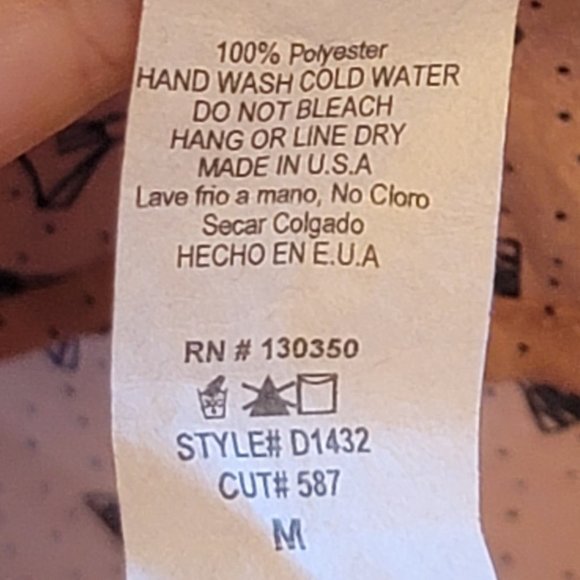 100% Polyester
HAND WASH COLD WATER
DO NOT BLEACH
HANG OR LINE DRY
MADE IN U.S.A
Lave frio a mano, No Cloro
Secar Colgado
HECHO EN E.U.A
RN # 130350
STYLE# D1432
CUT# 587
M